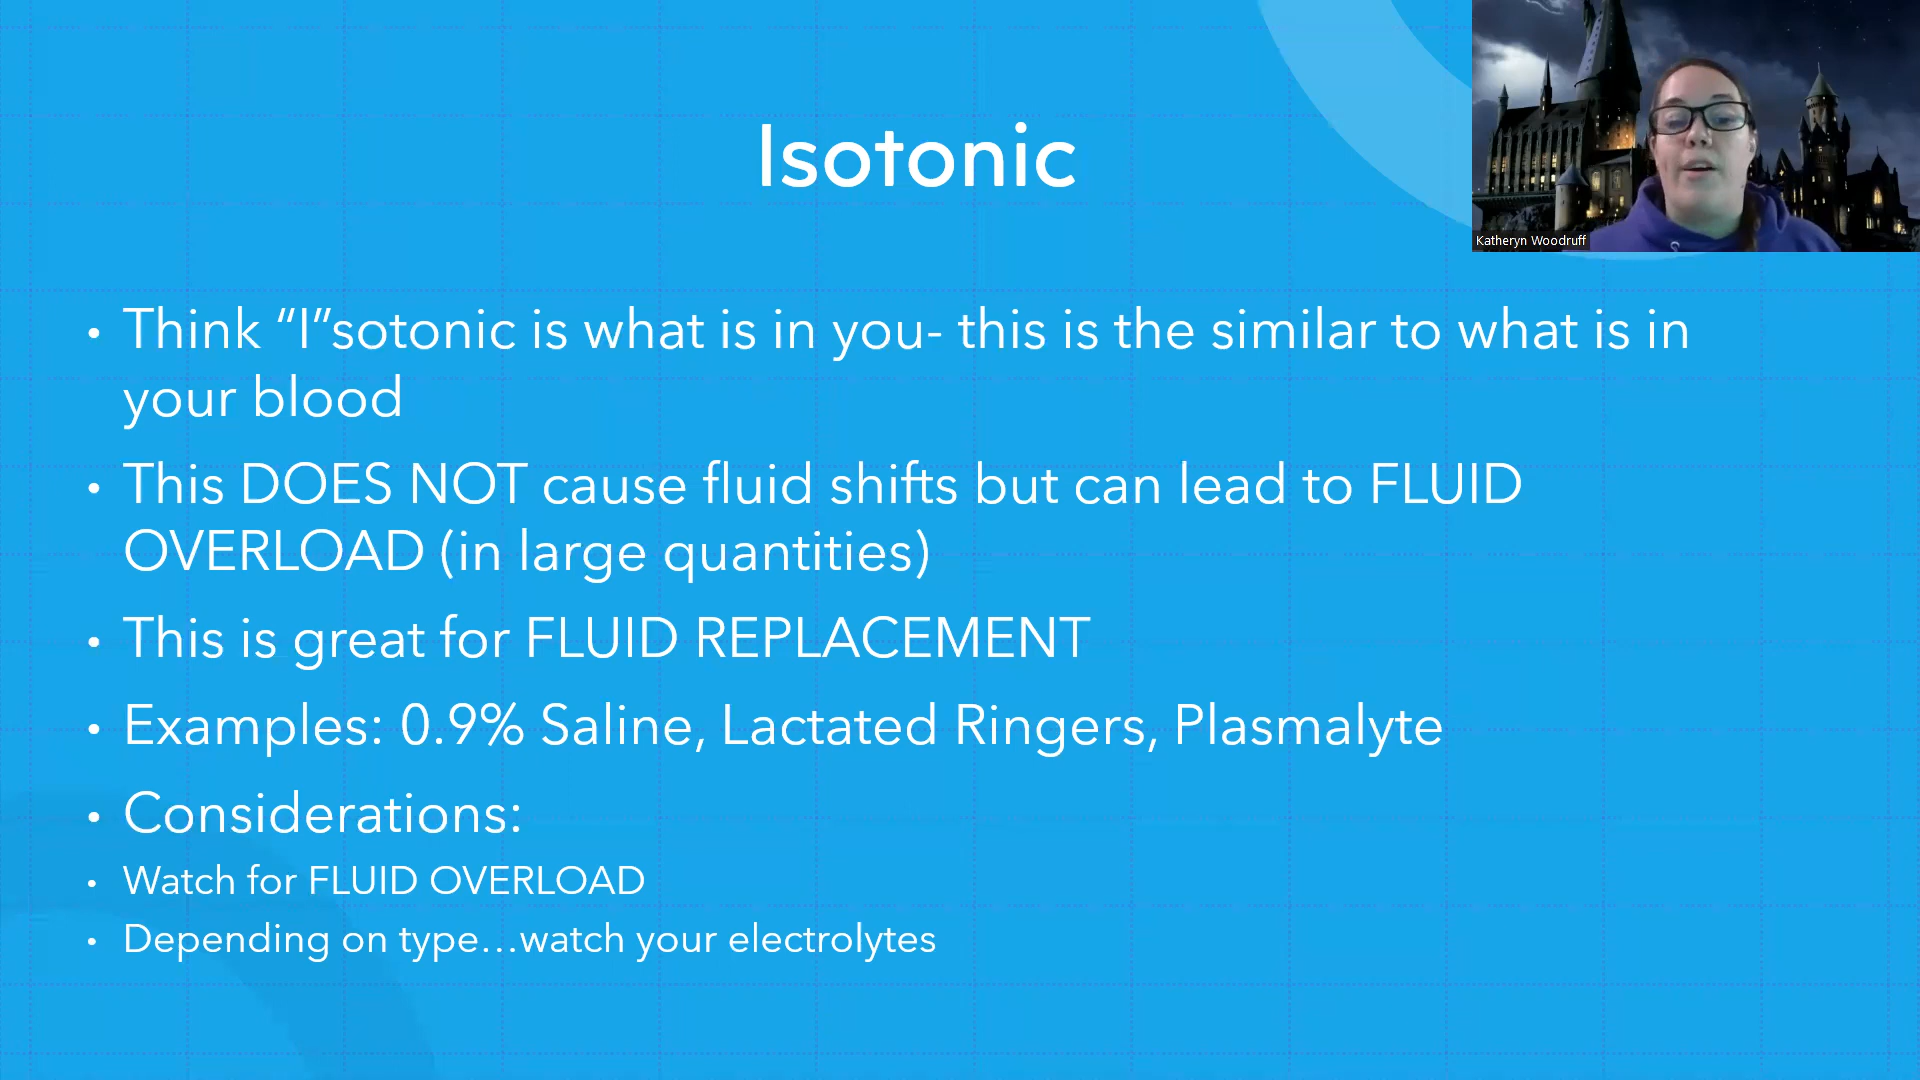 Isotonic
Katheryn Woodruff
• Think “I”sotonic is what is in you- this is the similar to what is in
your blood
• This DOES NOT cause fluid shifts but can lead to FLUID
OVERLOAD (in large quantities)
• This is great for FLUID REPLACEMENT
• Examples: 0.9% Saline, Lactated Ringers, Plasmalyte
• Considerations:
• Watch for FLUID OVERLOAD
• Depending on type…watch your electrolytes